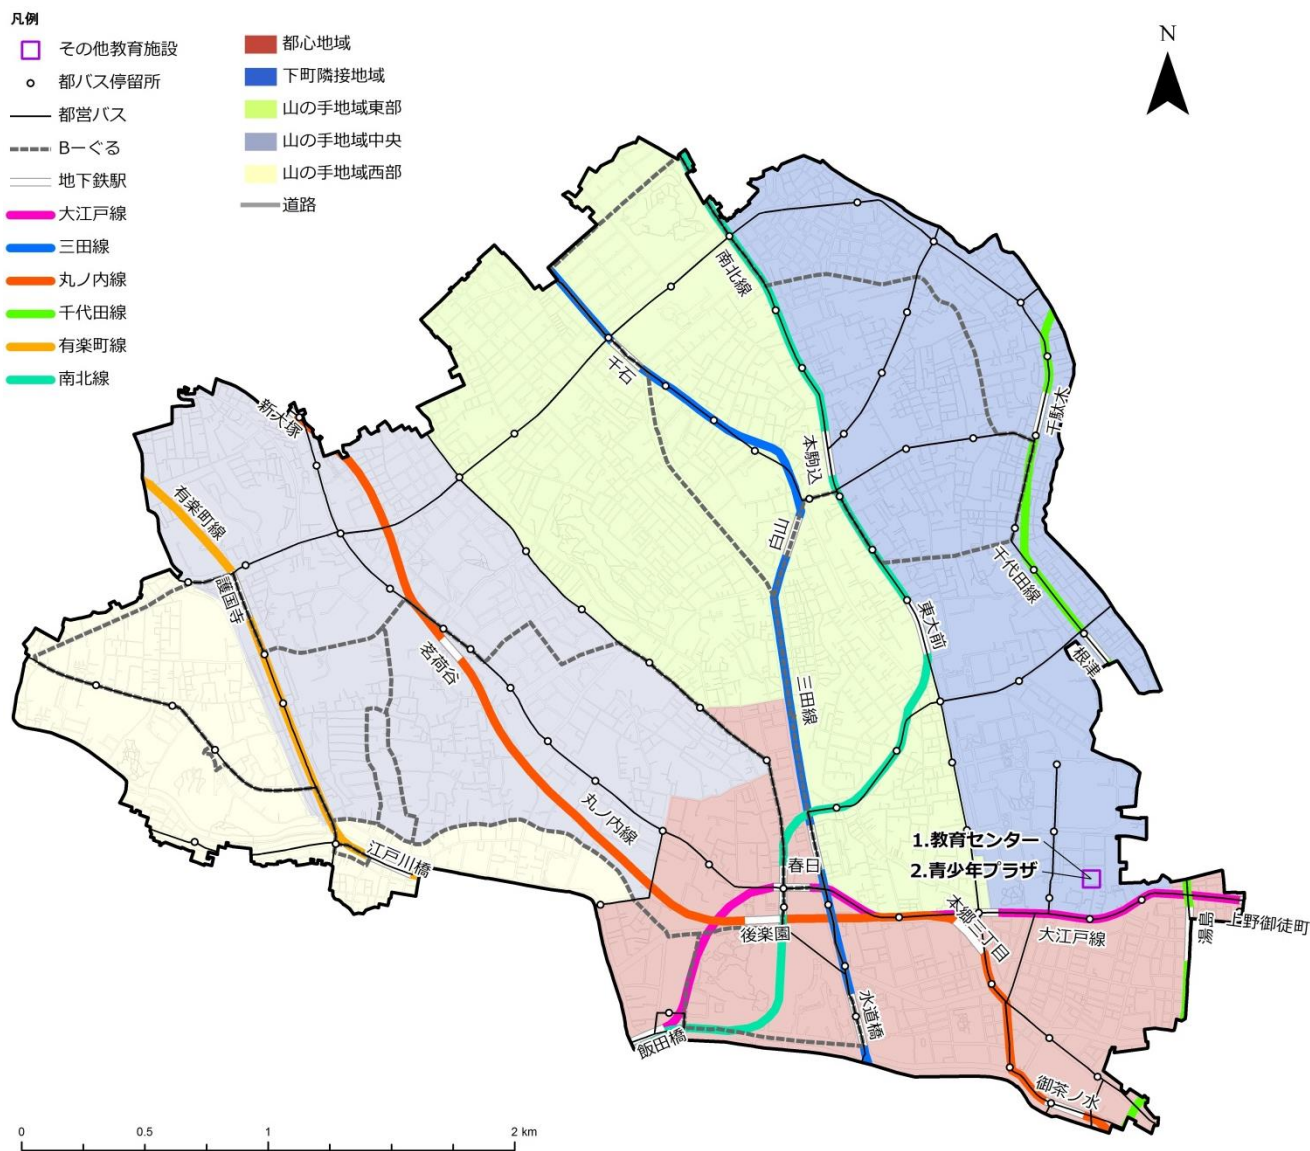 凡例
その他教育施設
都バス停留所
都営バス
Bーぐる
地下鉄駅
大江戸線
三田線
丸ノ内線
千代田線
有楽町線
南北線
都心地域
下町隣接地域
山の手地域東部
山の手地域中央
山の手地域西部
道路
N
南北線
千石
新大塚
千駄木
本駒込
有楽町線
白山
千代田線
護国寺
東大前
茗荷谷
根津
三田線
丸ノ内線
1.教育センター
2.青少年プラザ
江戸川橋
春日
後楽園
本郷三丁目
大江戸線
湯島
上野御徒町
水道橋
飯田橋
御茶ノ水
0 0.5 1 2 km